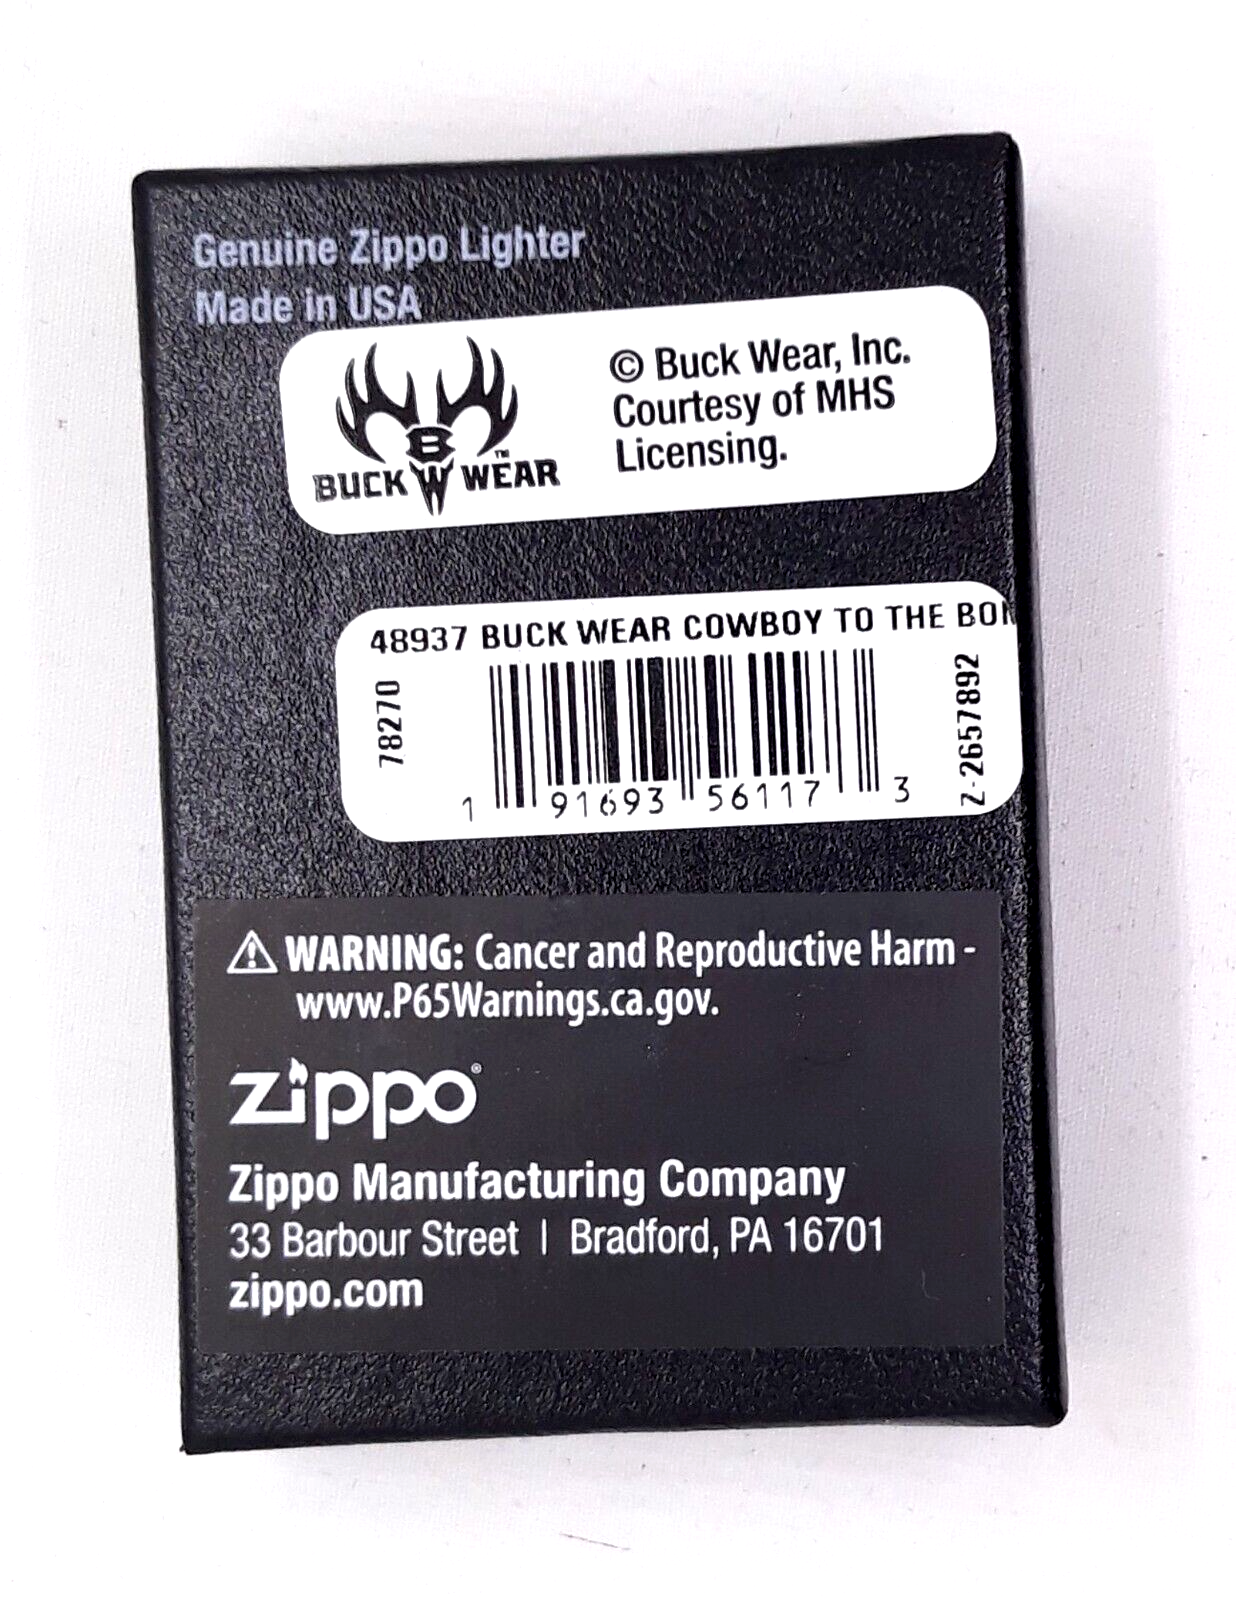 Genuine Zippo Lighter
Made in USA
B
BUCK W WEAR™
© Buck Wear, Inc.
Courtesy of MHS
Licensing.
48937 BUCK WEAR COWBOY TO THE
78270
Z-2657892
1 91693 56117 3
WARNING: Cancer and Reproductive Harm -
www.P65Warnings.ca.gov.
zippo®
Zippo Manufacturing Company
33 Barbour Street | Bradford, PA 16701
zippo.com